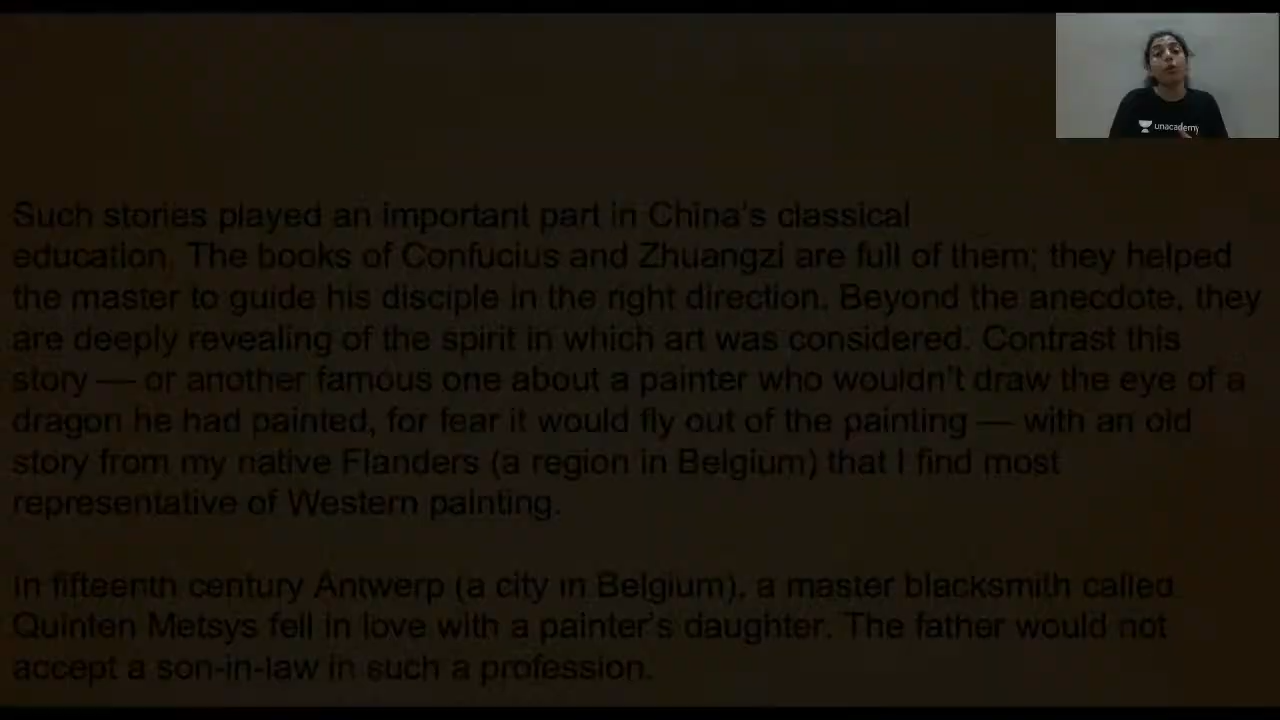 unacademy
Such stories played an important part in China's classical
education. The books of Confucius and Zhuangzi are full of them; they helped
the master to guide his disciple in the right direction. Beyond the anecdote, they
are deeply revealing of the spirit in which art was considered. Contrast this
story — or another famous one about a painter who wouldn't draw the eye of a
dragon he had painted, for fear it would fly out of the painting — with an old
story from my native Flanders (a region in Belgium) that I find most
representative of Western painting.
In fifteenth century Antwerp (a city in Belgium), a master blacksmith called
Quinten Metsys fell in love with a painter's daughter. The father would not
accept a son-in-law in such a profession.